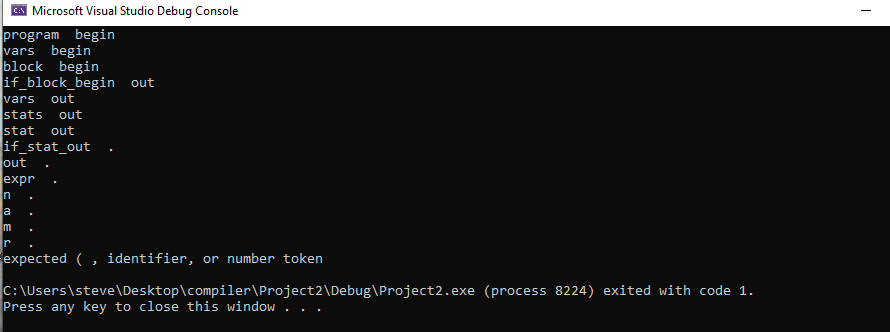 Microsoft Visual Studio Debug Console
program  begin
vars  begin
block  begin
if_block_begin  out
vars  out
stats  out
stat  out
if_stat_out  .
out  .
expr  .
n  .
a  .
m  .
r  .
expected ( , identifier, or number token
C:\Users\steve\Desktop\compiler\Project2\Debug\Project2.exe (process 8224) exited with code 1.
Press any key to close this window . . .